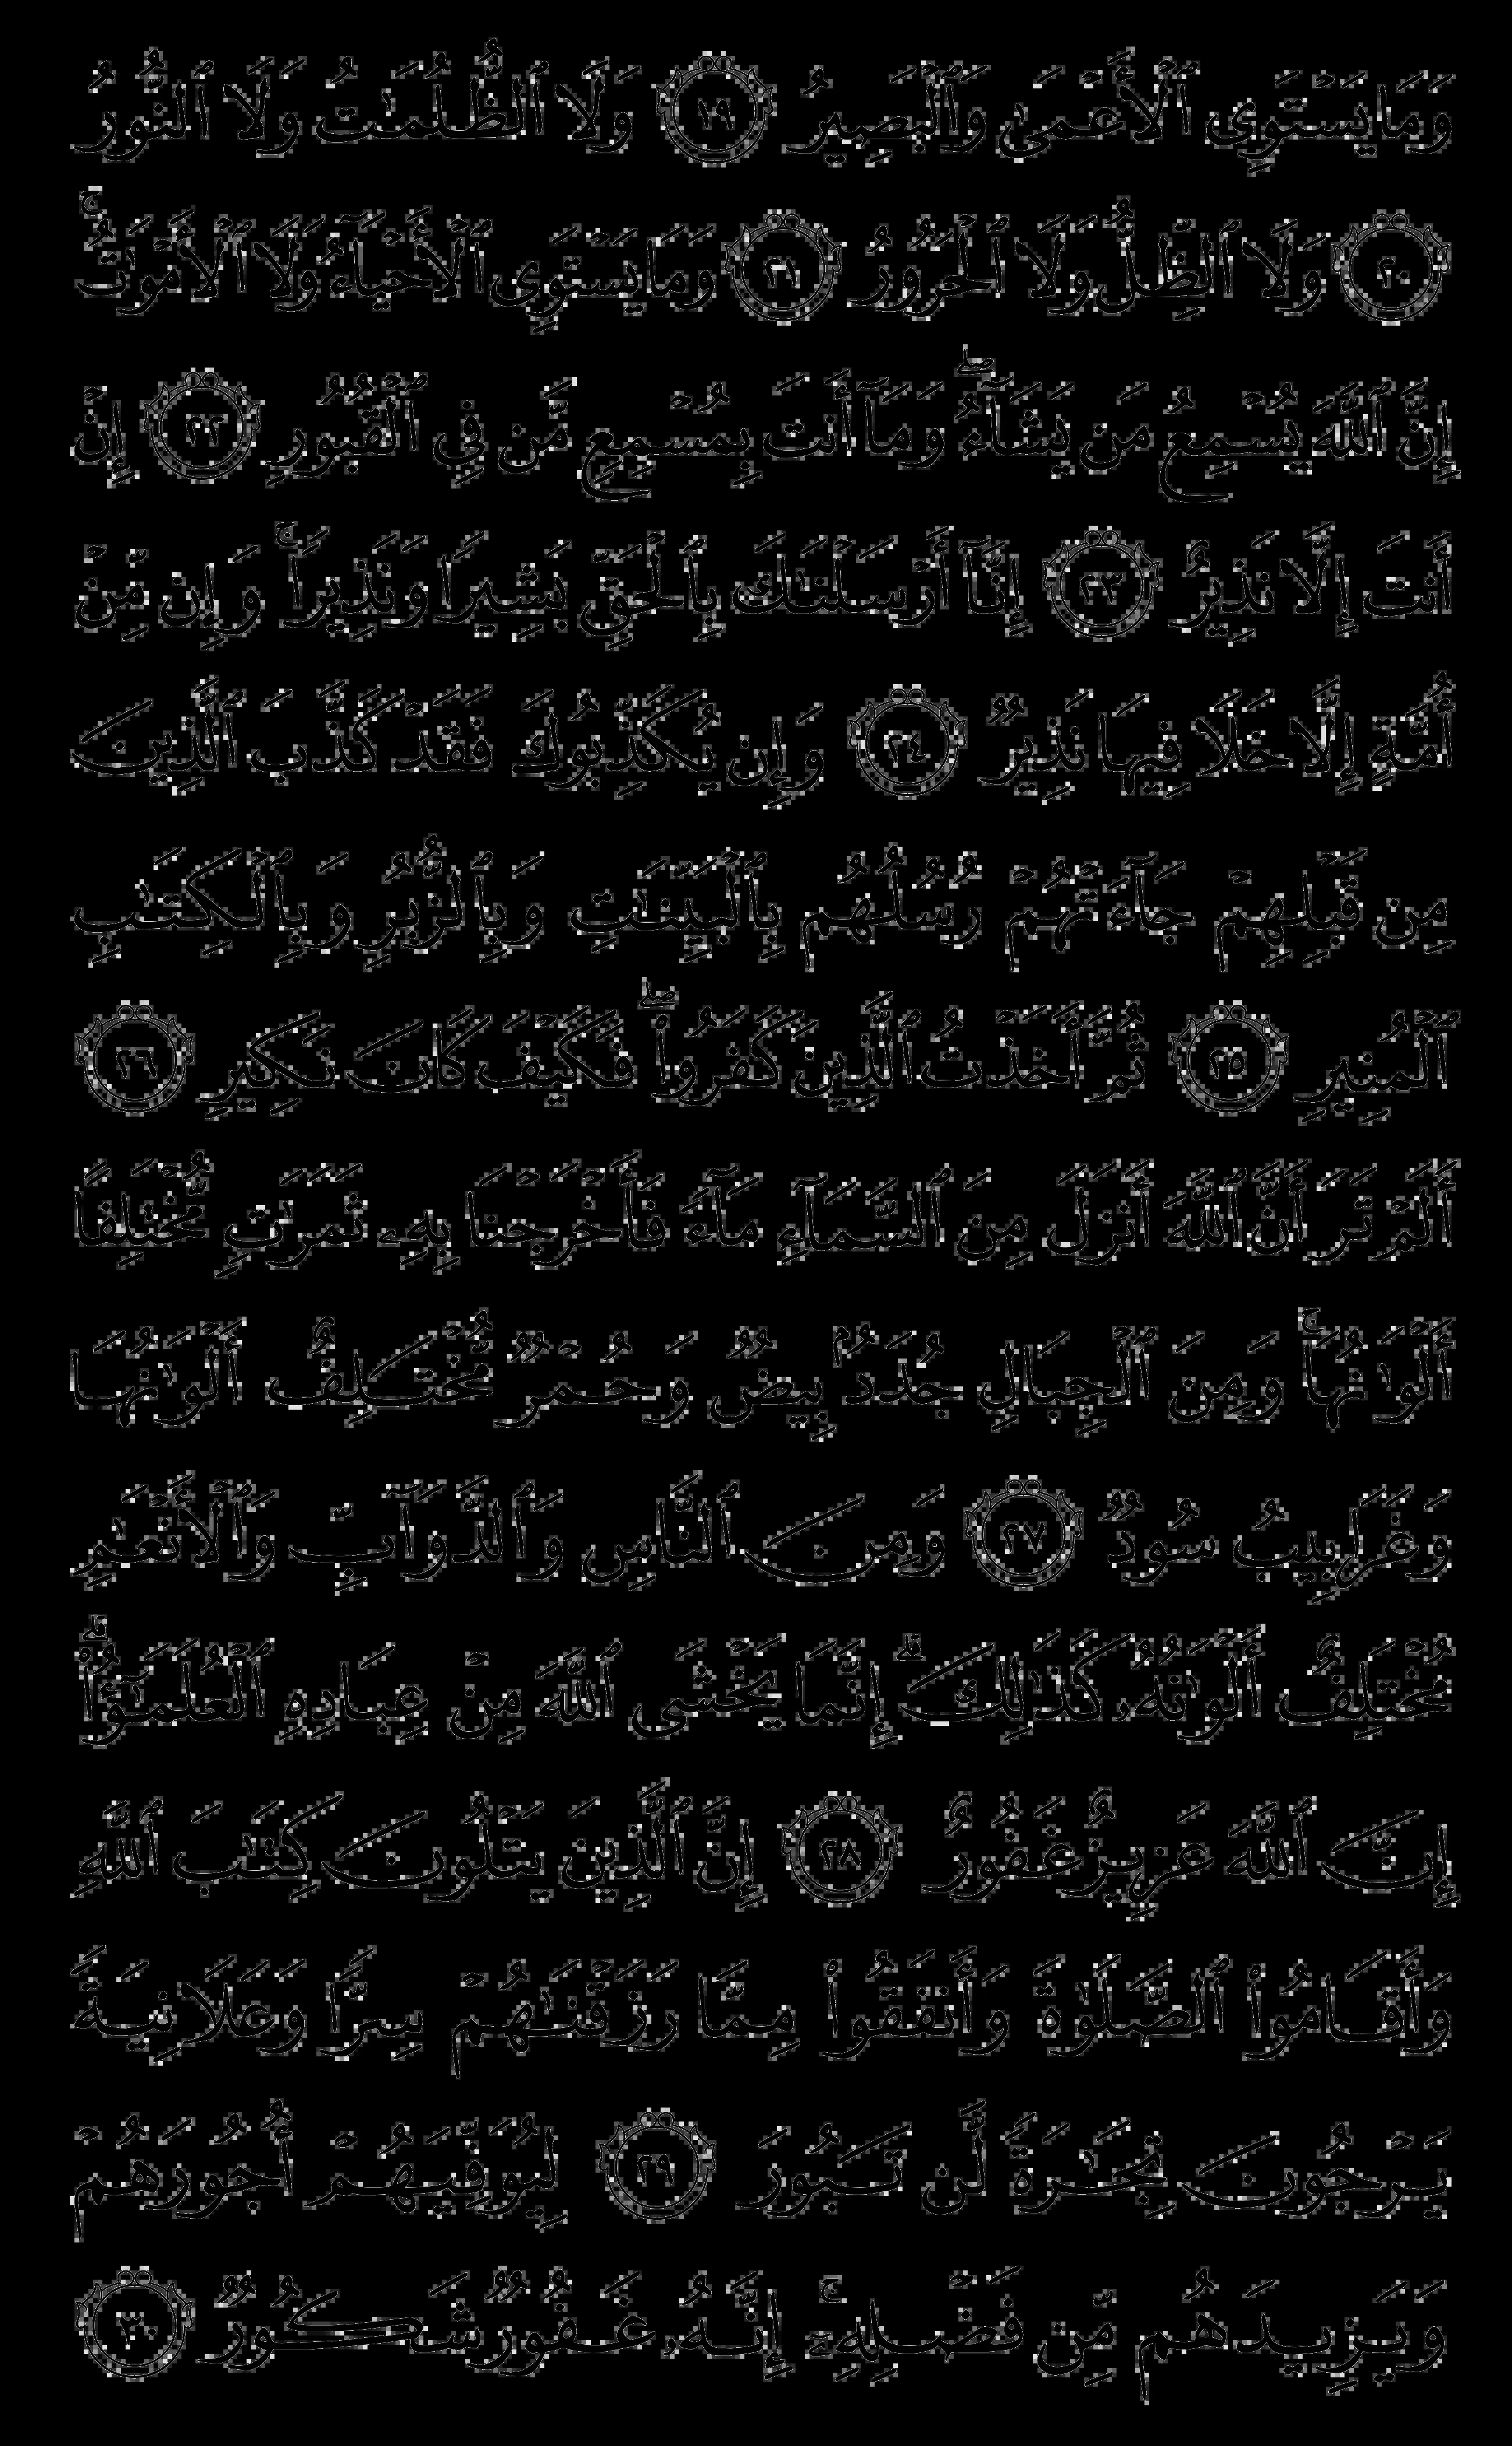 وَمَا يَسْتَوِى ٱلْأَعْمَىٰ وَٱلْبَصِيرُ ١٩ وَلَا ٱلظُّلُمَٰتُ وَلَا ٱلنُّورُ
٢٠ وَلَا ٱلظِّلُّ وَلَا ٱلْحَرُورُ ٢١ وَمَا يَسْتَوِى ٱلْأَحْيَآءُ وَلَا ٱلْأَمْوَٰتُ ۚ
إِنَّ ٱللَّهَ يُسْمِعُ مَن يَشَآءُ ۖ وَمَآ أَنتَ بِمُسْمِعٍ مَّن فِى ٱلْقُبُورِ ٢٢ إِنْ
أَنتَ إِلَّا نَذِيرٌ ٢٣ إِنَّآ أَرْسَلْنَٰكَ بِٱلْحَقِّ بَشِيرًا وَنَذِيرًا ۚ وَإِن مِّنْ
أُمَّةٍ إِلَّا خَلَا فِيهَا نَذِيرٌ ٢٤ وَإِن يُكَذِّبُوكَ فَقَدْ كَذَّبَ ٱلَّذِينَ
مِن قَبْلِهِمْ جَآءَتْهُمْ رُسُلُهُم بِٱلْبَيِّنَٰتِ وَبِٱلزُّبُرِ وَبِٱلْكِتَٰبِ
ٱلْمُنِيرِ ٢٥ ثُمَّ أَخَذْتُ ٱلَّذِينَ كَفَرُوا۟ ۖ فَكَيْفَ كَانَ نَكِيرِ ٢٦
أَلَمْ تَرَ أَنَّ ٱللَّهَ أَنزَلَ مِنَ ٱلسَّمَآءِ مَآءً فَأَخْرَجْنَا بِهِۦ ثَمَرَٰتٍ مُّخْتَلِفًا
أَلْوَٰنُهَا ۚ وَمِنَ ٱلْجِبَالِ جُدَدٌۢ بِيضٌ وَحُمْرٌ مُّخْتَلِفٌ أَلْوَٰنُهَا
وَغَرَابِيبُ سُودٌ ٢٧ وَمِنَ ٱلنَّاسِ وَٱلدَّوَآبِّ وَٱلْأَنْعَٰمِ
مُخْتَلِفٌ أَلْوَٰنُهُۥ كَذَٰلِكَ ۗ إِنَّمَا يَخْشَى ٱللَّهَ مِنْ عِبَادِهِ ٱلْعُلَمَٰٓؤُا۟ ۗ
إِنَّ ٱللَّهَ عَزِيزٌ غَفُورٌ ٢٨ إِنَّ ٱلَّذِينَ يَتْلُونَ كِتَٰبَ ٱللَّهِ
وَأَقَامُوا۟ ٱلصَّلَوٰةَ وَأَنفَقُوا۟ مِمَّا رَزَقْنَٰهُمْ سِرًّا وَعَلَانِيَةً
يَرْجُونَ تِجَٰرَةً لَّن تَبُورَ ٢٩ لِيُوَفِّيَهُمْ أُجُورَهُمْ
وَيَزِيدَهُم مِّن فَضْلِهِۦٓ ۚ إِنَّهُۥ غَفُورٌ شَكُورٌ ٣٠